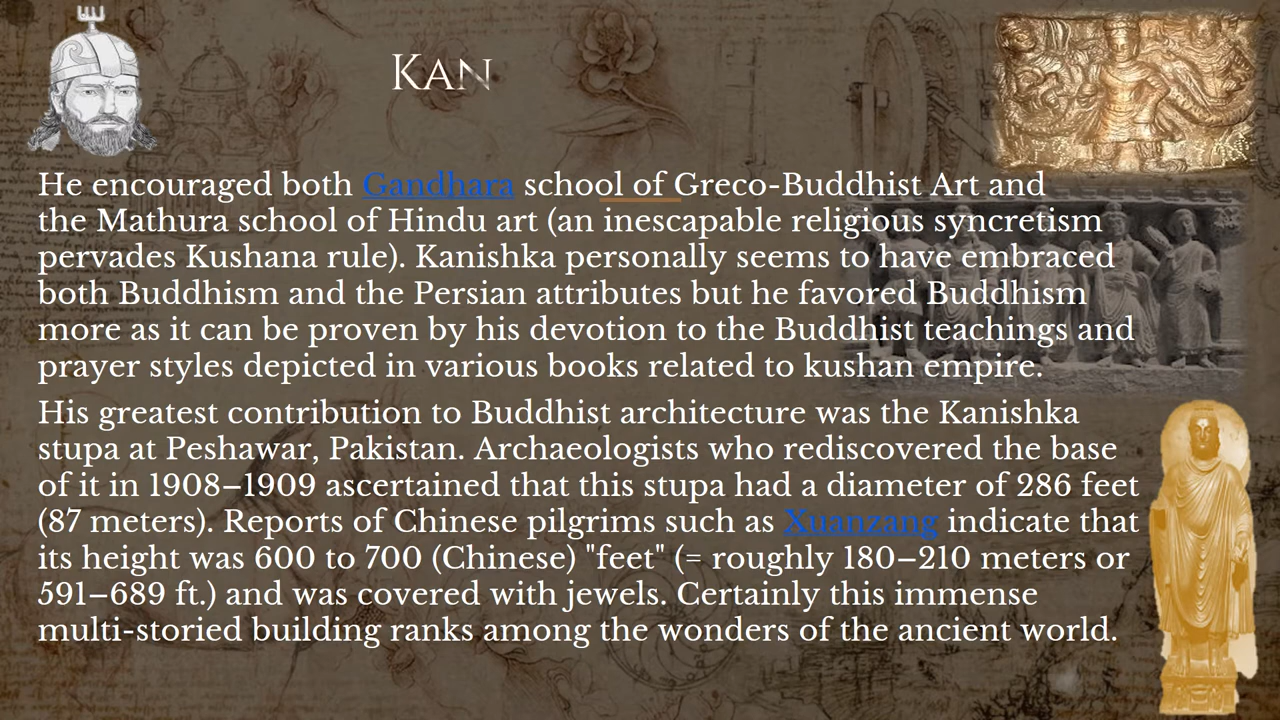 Kan
He encouraged both Gandhara school of Greco-Buddhist Art and
the Mathura school of Hindu art (an inescapable religious syncretism
pervades Kushana rule). Kanishka personally seems to have embraced
both Buddhism and the Persian attributes but he favored Buddhism
more as it can be proven by his devotion to the Buddhist teachings and
prayer styles depicted in various books related to kushan empire.
His greatest contribution to Buddhist architecture was the Kanishka
stupa at Peshawar, Pakistan. Archaeologists who rediscovered the base
of it in 1908–1909 ascertained that this stupa had a diameter of 286 feet
(87 meters). Reports of Chinese pilgrims such as Xuanzang indicate that
its height was 600 to 700 (Chinese) "feet" (= roughly 180–210 meters or
591–689 ft.) and was covered with jewels. Certainly this immense
multi-storied building ranks among the wonders of the ancient world.